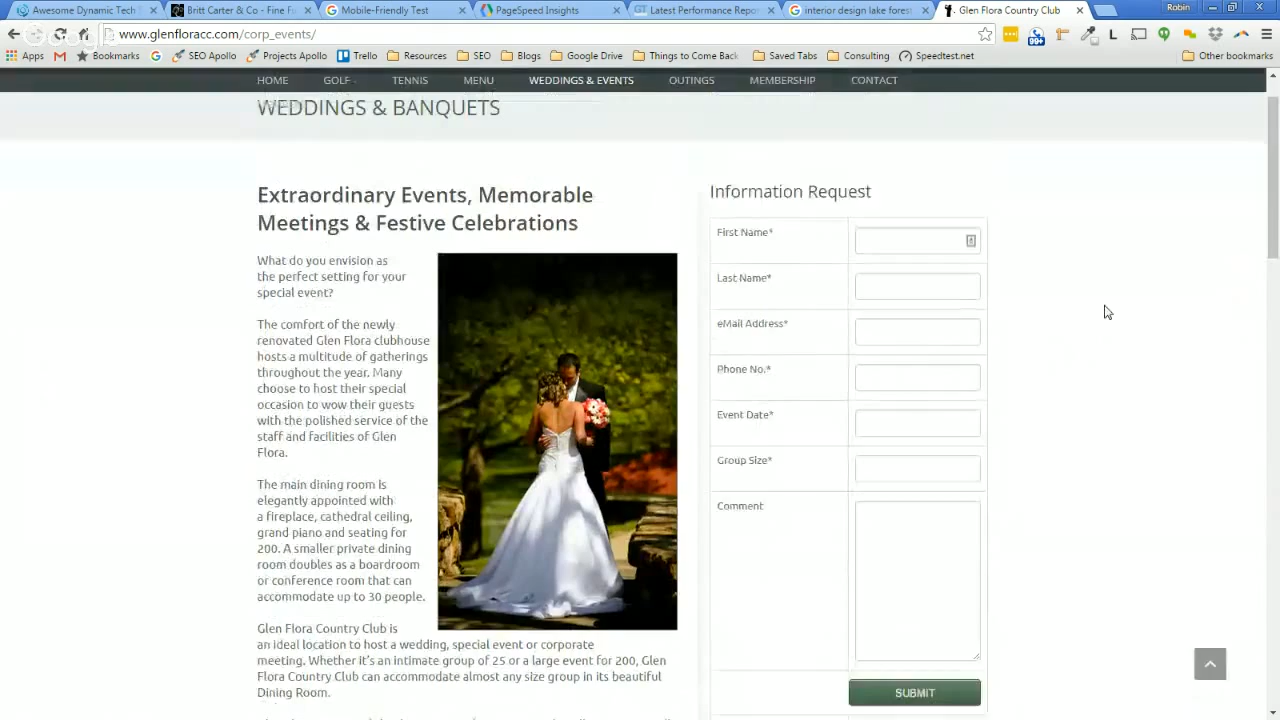 Awesome Dynamic Tech
Britt Carter & Co - Fine Fu
Mobile-Friendly Test
PageSpeed Insights
Latest Performance Repor
interior design lake forest
Glen Flora Country Club
Robin
www.glenfloracc.com/corp_events/
99+
Apps
Bookmarks
SEO Apollo
Projects Apollo
Trello
Resources
SEO
Blogs
Google Drive
Things to Come Back
Saved Tabs
Consulting
Speedtest.net
Other bookmarks
HOME
GOLF
TENNIS
MENU
WEDDINGS & EVENTS
OUTINGS
MEMBERSHIP
CONTACT
WEDDINGS & BANQUETS
Extraordinary Events, Memorable
Meetings & Festive Celebrations
What do you envision as
the perfect setting for your
special event?
The comfort of the newly
renovated Glen Flora clubhouse
hosts a multitude of gatherings
throughout the year. Many
choose to host their special
occasion to wow their guests
with the polished service of the
staff and facilities of Glen
Flora.
The main dining room is
elegantly appointed with
a fireplace, cathedral ceiling,
grand piano and seating for
200. A smaller private dining
room doubles as a boardroom
or conference room that can
accommodate up to 30 people.
Glen Flora Country Club is
an ideal location to host a wedding, special event or corporate
meeting. Whether it's an intimate group of 25 or a large event for 200, Glen
Flora Country Club can accommodate almost any size group in its beautiful
Dining Room.
Information Request
First Name*
Last Name*
eMail Address*
Phone No.*
Event Date*
Group Size*
Comment
SUBMIT